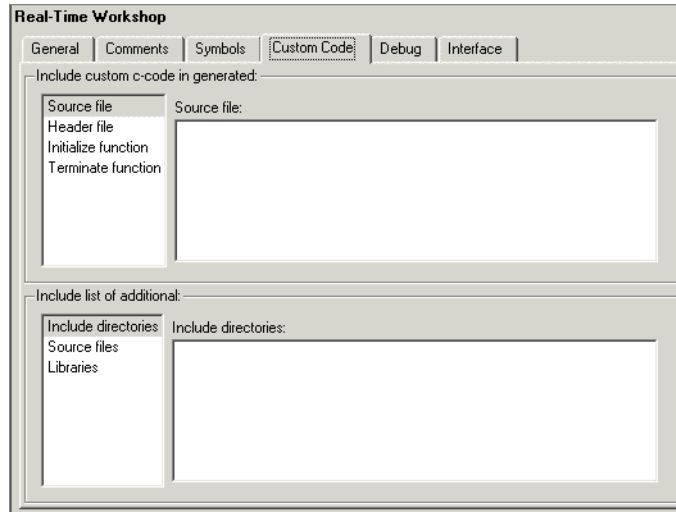 Real-Time Workshop
General Comments Symbols Custom Code Debug Interface
Include custom c-code in generated:
Source file
Header file
Initialize function
Terminate function
Source file:
Include list of additional:
Include directories
Source files
Libraries
Include directories: